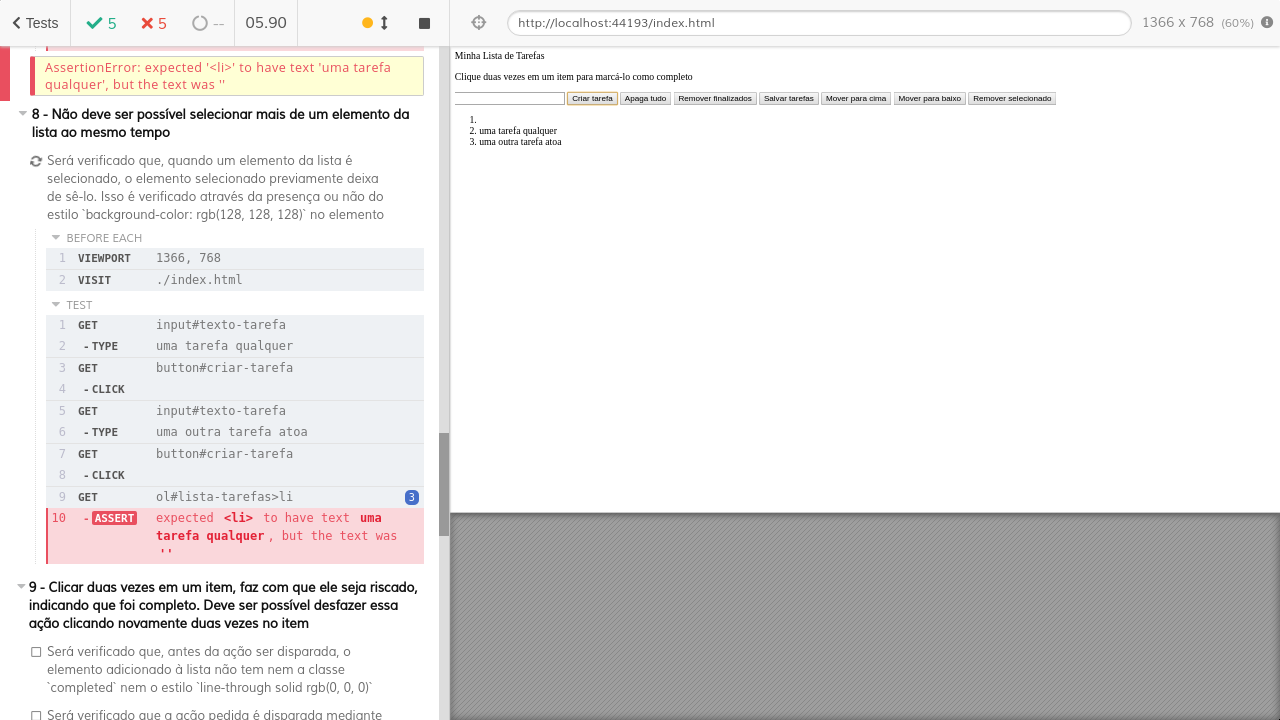 Tests
5
5
--
05.90
http://localhost:44193/index.html
1366 x 768 (60%)
AssertionError: expected '<li>' to have text 'uma tarefa
qualquer', but the text was ''
8 - Não deve ser possível selecionar mais de um elemento da
lista ao mesmo tempo
Será verificado que, quando um elemento da lista é
selecionado, o elemento selecionado previamente deixa
de sê-lo. Isso é verificado através da presença ou não do
estilo `background-color: rgb(128, 128, 128)` no elemento
BEFORE EACH
1 VIEWPORT 1366, 768
2 VISIT ./index.html
TEST
1 GET input#texto-tarefa
2 - TYPE uma tarefa qualquer
3 GET button#criar-tarefa
4 - CLICK
5 GET input#texto-tarefa
6 - TYPE uma outra tarefa atoa
7 GET button#criar-tarefa
8 - CLICK
9 GET ol#lista-tarefas>li 3
10 - ASSERT expected <li> to have text uma
tarefa qualquer , but the text was
''
9 - Clicar duas vezes em um item, faz com que ele seja riscado,
indicando que foi completo. Deve ser possível desfazer essa
ação clicando novamente duas vezes no item
Será verificado que, antes da ação ser disparada, o
elemento adicionado à lista não tem nem a classe
`completed` nem o estilo `line-through solid rgb(0, 0, 0)`
Será verificado que a ação pedida é disparada mediante
Minha Lista de Tarefas
Clique duas vezes em um item para marcá-lo como completo
Criar tarefa Apaga tudo Remover finalizados Salvar tarefas Mover para cima Mover para baixo Remover selecionado
1.
2. uma tarefa qualquer
3. uma outra tarefa atoa